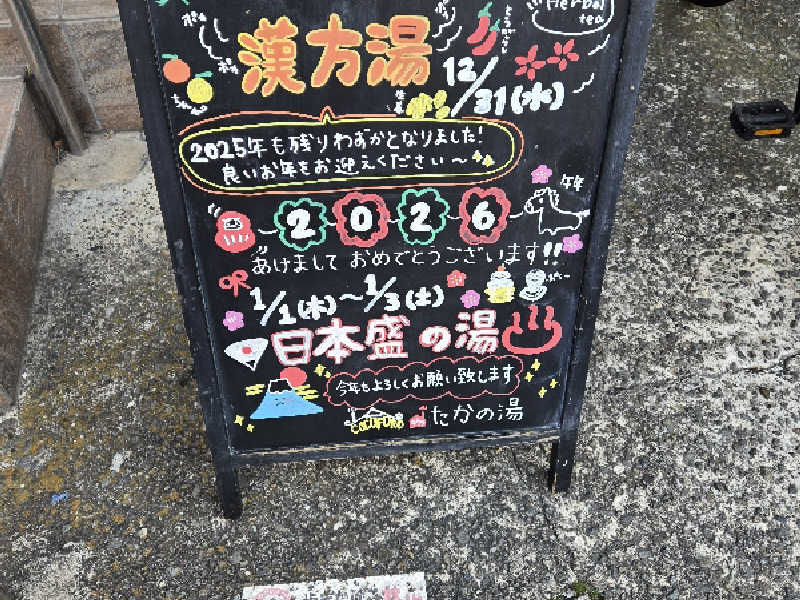 Herbal
tea
漢方湯
12/31(水)
2025年も残りわずかとなりました!
良いお年をお迎えください〜
2026
あけまして おめでとうございます!!
1/1(木)〜1/3(土)
日本盛の湯
今年もよろしくお願い致します
たかの湯